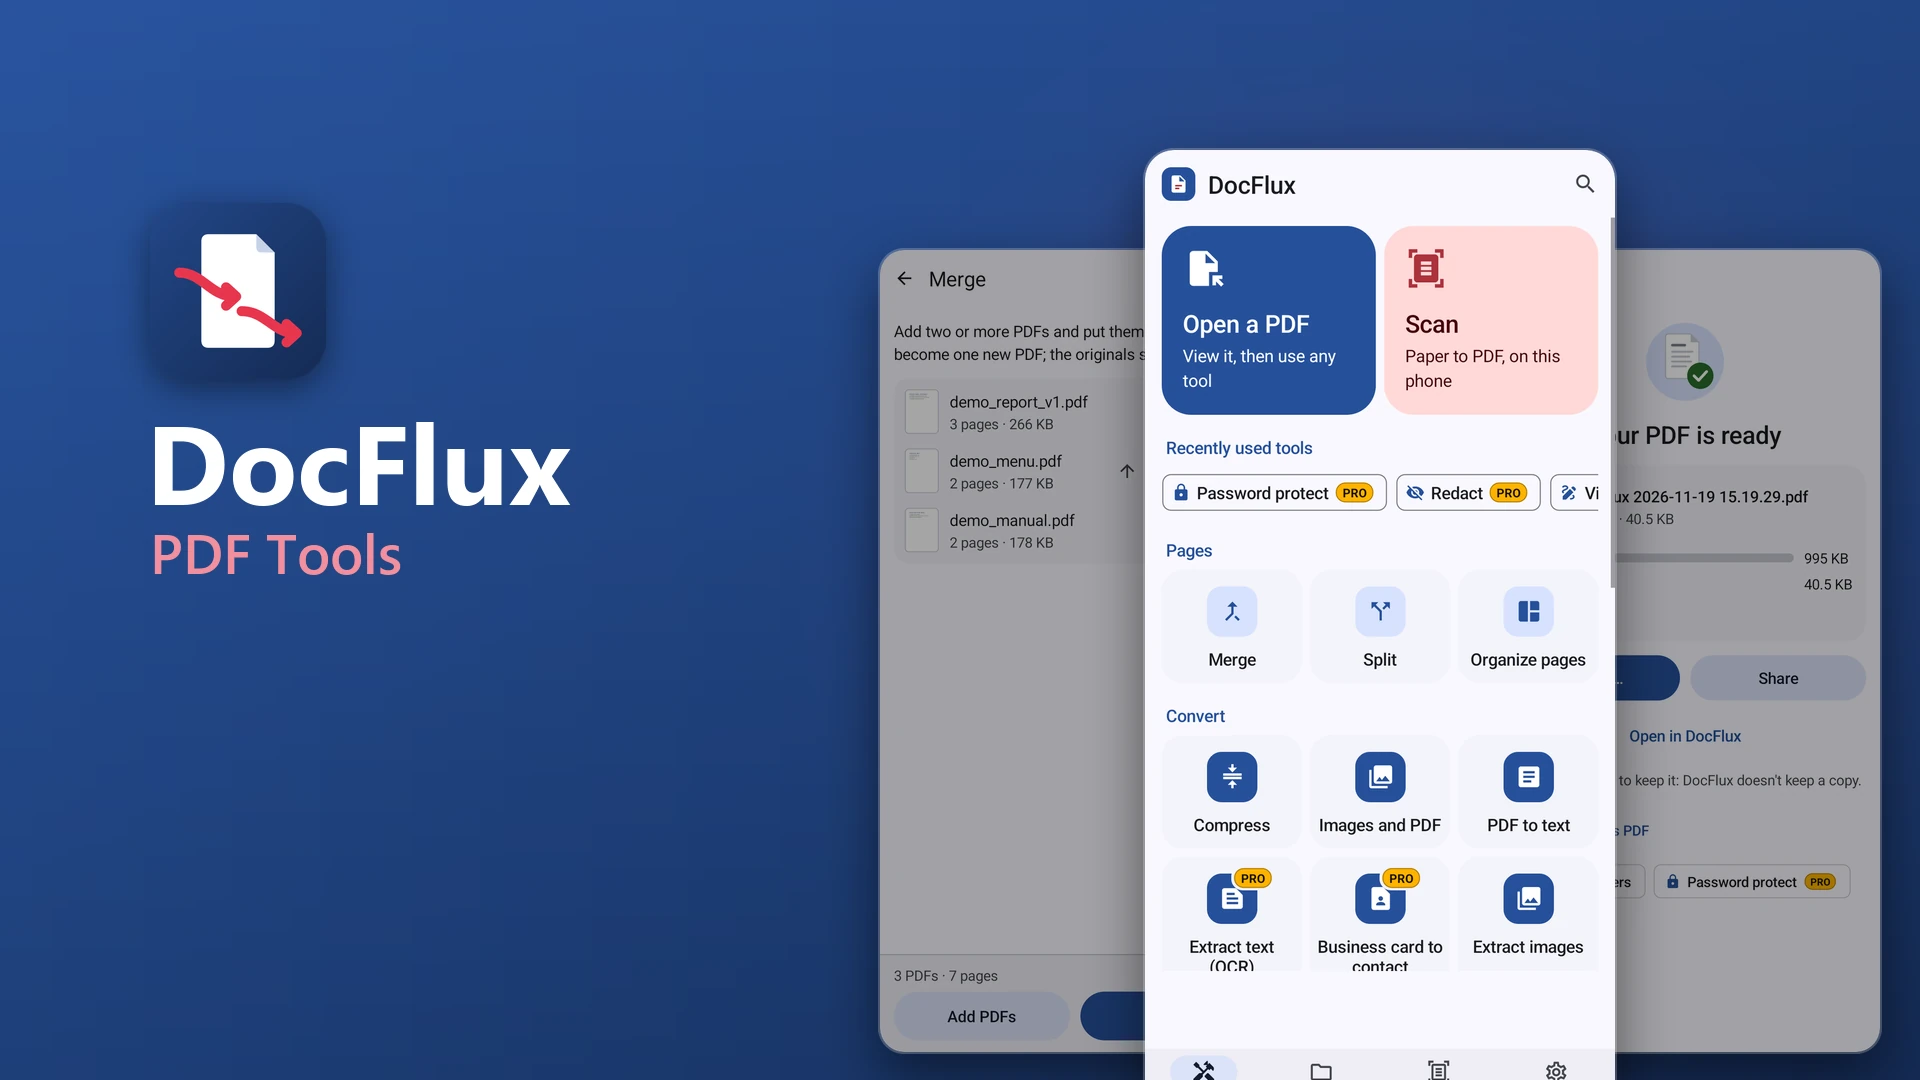 DocFlux
PDF Tools
Merge
Add two or more PDFs and put them
become one new PDF; the originals s
demo_report_v1.pdf
3 pages · 266 KB
demo_menu.pdf
2 pages · 177 KB
demo_manual.pdf
2 pages · 178 KB
3 PDFs · 7 pages
Add PDFs
DocFlux
Open a PDF
View it, then use any
tool
Scan
Paper to PDF, on this
phone
Recently used tools
Password protect PRO
Redact PRO
Vi
Pages
Merge
Split
Organize pages
Convert
Compress
Images and PDF
PDF to text
PRO
Extract text
(OCR)
PRO
Business card to
contact
Extract images
ur PDF is ready
ux 2026-11-19 15.19.29.pdf
· 40.5 KB
995 KB
40.5 KB
..
Share
Open in DocFlux
to keep it: DocFlux doesn't keep a copy.
s PDF
ers
Password protect PRO